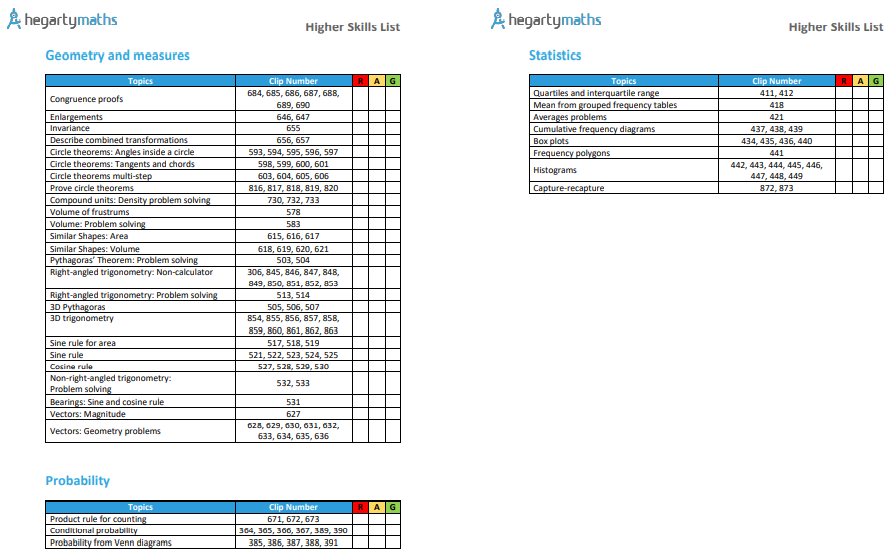 hegartymaths
Higher Skills List
Geometry and measures
Topics Clip Number R A G
Congruence proofs 684, 685, 686, 687, 688,
689, 690
Enlargements 646, 647
Invariance 655
Describe combined transformations 656, 657
Circle theorems: Angles inside a circle 593, 594, 595, 596, 597
Circle theorems: Tangents and chords 598, 599, 600, 601
Circle theorems multi-step 603, 604, 605, 606
Prove circle theorems 816, 817, 818, 819, 820
Compound units: Density problem solving 730, 732, 733
Volume of frustrums 578
Volume: Problem solving 583
Similar Shapes: Area 615, 616, 617
Similar Shapes: Volume 618, 619, 620, 621
Pythagoras' Theorem: Problem solving 503, 504
Right-angled trigonometry: Non-calculator 306, 845, 846, 847, 848,
849, 850, 851, 852, 853
Right-angled trigonometry: Problem solving 513, 514
3D Pythagoras 505, 506, 507
3D trigonometry 854, 855, 856, 857, 858,
859, 860, 861, 862, 863
Sine rule for area 517, 518, 519
Sine rule 521, 522, 523, 524, 525
Cosine rule 527, 528, 529, 530
Non-right-angled trigonometry:
Problem solving 532, 533
Bearings: Sine and cosine rule 531
Vectors: Magnitude 627
Vectors: Geometry problems 628, 629, 630, 631, 632,
633, 634, 635, 636
Probability
Topics Clip Number R A G
Product rule for counting 671, 672, 673
Conditional probability 364, 365, 366, 367, 389, 390
Probability from Venn diagrams 385, 386, 387, 388, 391
hegartymaths
Higher Skills List
Statistics
Topics Clip Number R A G
Quartiles and interquartile range 411, 412
Mean from grouped frequency tables 418
Averages problems 421
Cumulative frequency diagrams 437, 438, 439
Box plots 434, 435, 436, 440
Frequency polygons 441
Histograms 442, 443, 444, 445, 446,
447, 448, 449
Capture-recapture 872, 873